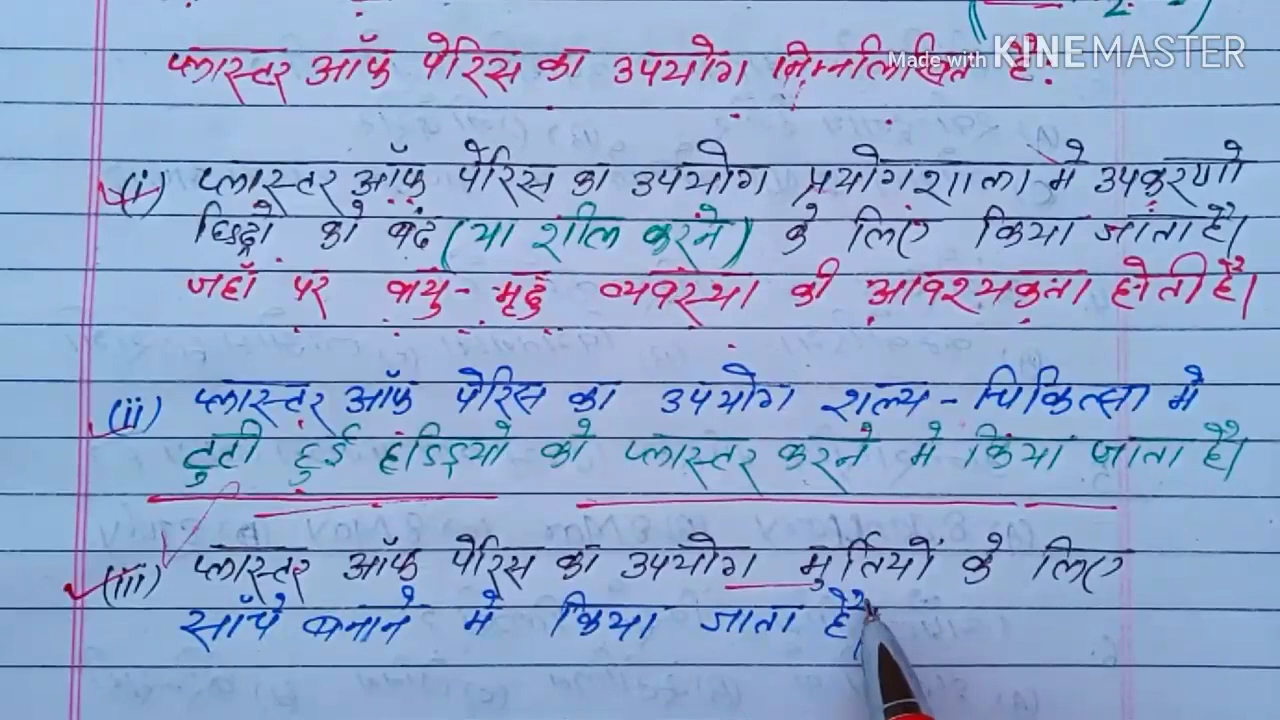 प्लास्टर ऑफ पेरिस का उपयोग निम्नलिखित है:
Made with KINEMASTER
(i) प्लास्टर ऑफ पेरिस का उपयोग प्रयोगशाला मे उपकरणो
छिद्रो को बंद (या शील करने) के लिए किया जाता है।
जहाँ पर वायु-मृदुं व्यवस्था की आवश्यकता होती है।
(ii) प्लास्टर ऑफ पेरिस का उपयोग शल्य-चिकित्सा मे
टुटी हुई हडिड्यो को प्लास्टर करने मे किया जाता है।
(iii) प्लास्टर ऑफ पेरिस का उपयोग मुर्तियों के लिए
साँचे बनाने मे किया जाता है।